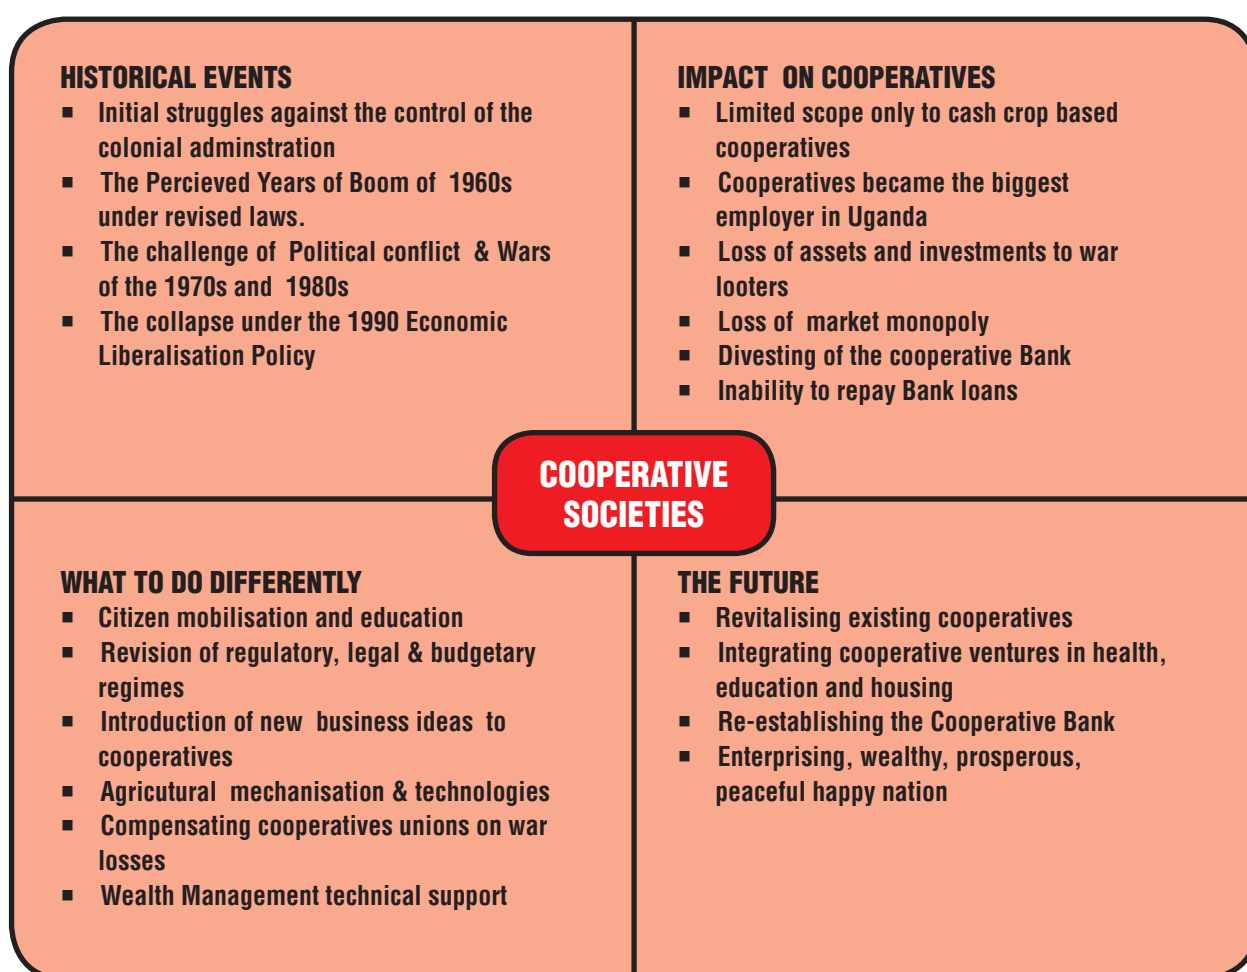 HISTORICAL EVENTS
▪ Initial struggles against the control of the
colonial adminstration
▪ The Percieved Years of Boom of 1960s
under revised laws.
▪ The challenge of Political conflict & Wars
of the 1970s and 1980s
▪ The collapse under the 1990 Economic
Liberalisation Policy
IMPACT ON COOPERATIVES
▪ Limited scope only to cash crop based
cooperatives
▪ Cooperatives became the biggest
employer in Uganda
▪ Loss of assets and investments to war
looters
▪ Loss of market monopoly
▪ Divesting of the cooperative Bank
▪ Inability to repay Bank loans
COOPERATIVE
SOCIETIES
WHAT TO DO DIFFERENTLY
▪ Citizen mobilisation and education
▪ Revision of regulatory, legal & budgetary
regimes
▪ Introduction of new business ideas to
cooperatives
▪ Agricutural mechanisation & technologies
▪ Compensating cooperatives unions on war
losses
▪ Wealth Management technical support
THE FUTURE
▪ Revitalising existing cooperatives
▪ Integrating cooperative ventures in health,
education and housing
▪ Re-establishing the Cooperative Bank
▪ Enterprising, wealthy, prosperous,
peaceful happy nation